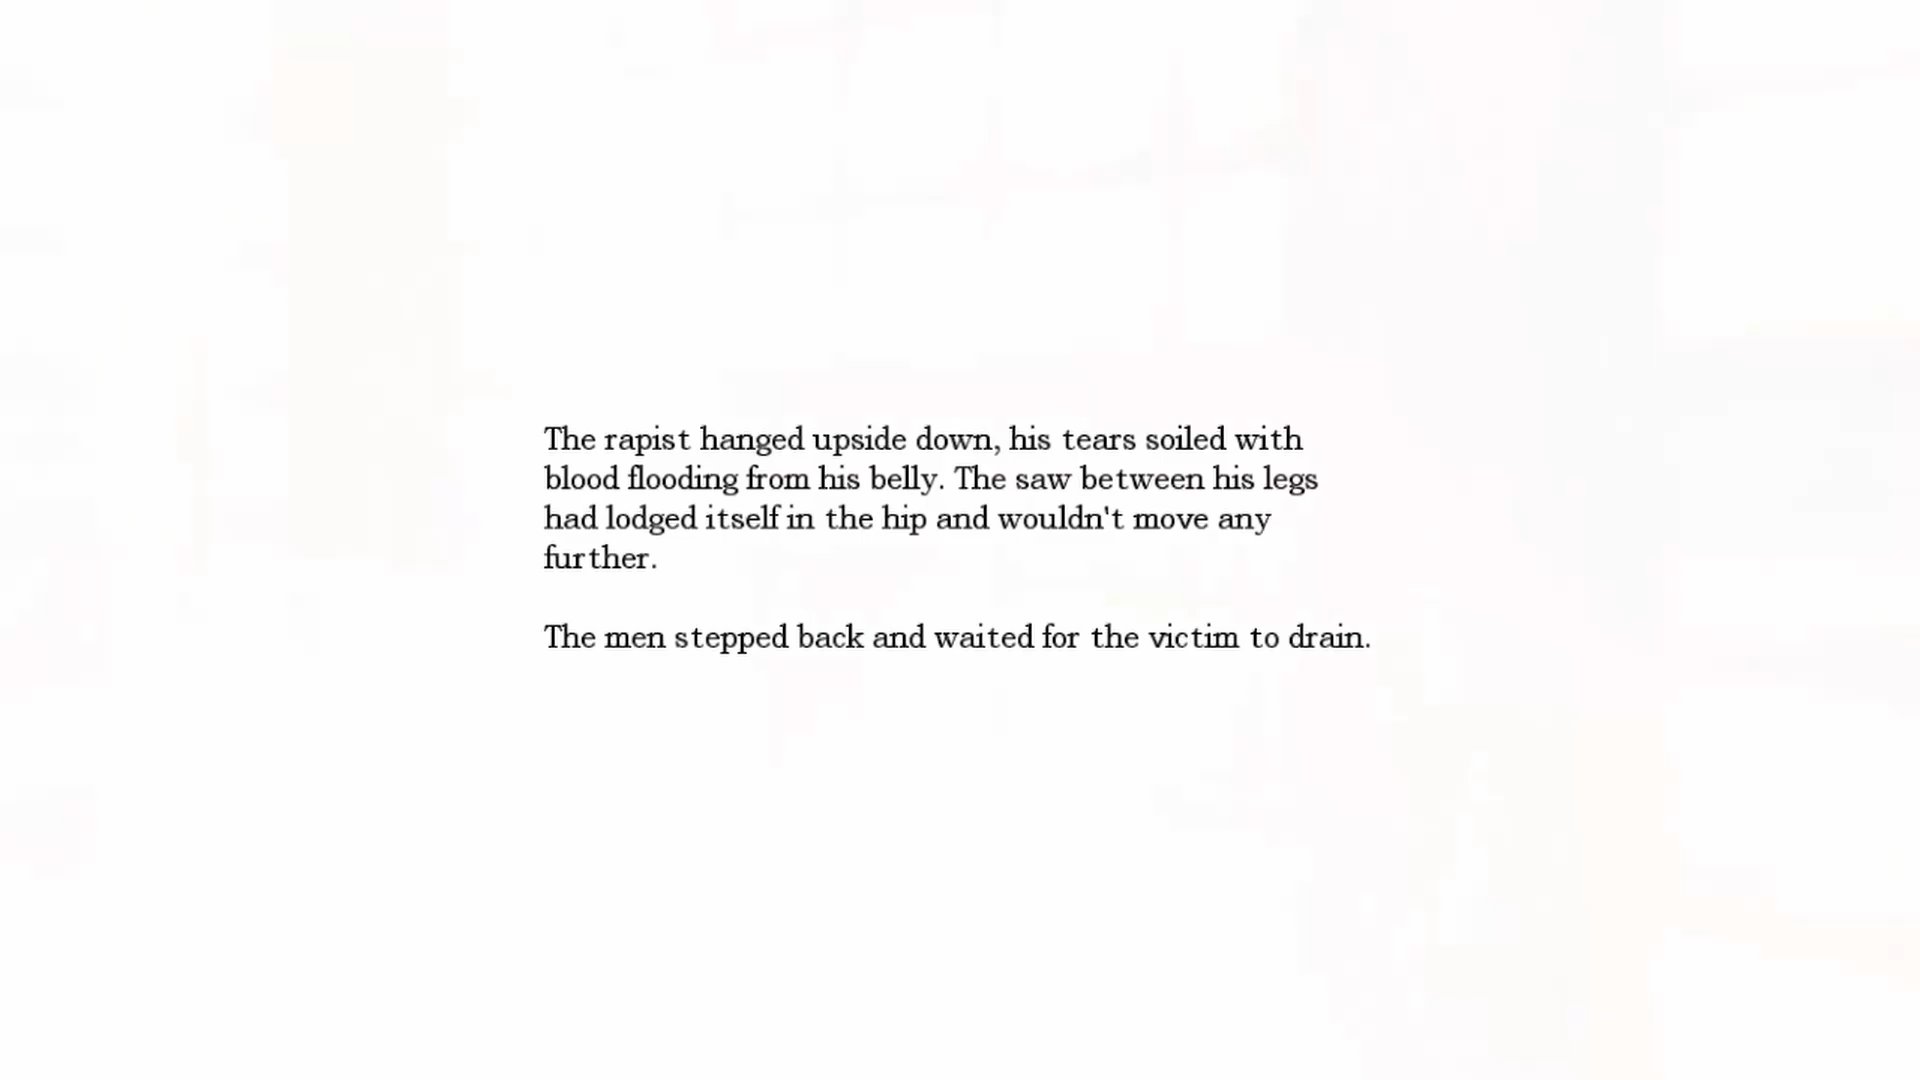 The rapist hanged upside down, his tears soiled with
blood flooding from his belly. The saw between his legs
had lodged itself in the hip and wouldn't move any
further.
The men stepped back and waited for the victim to drain.